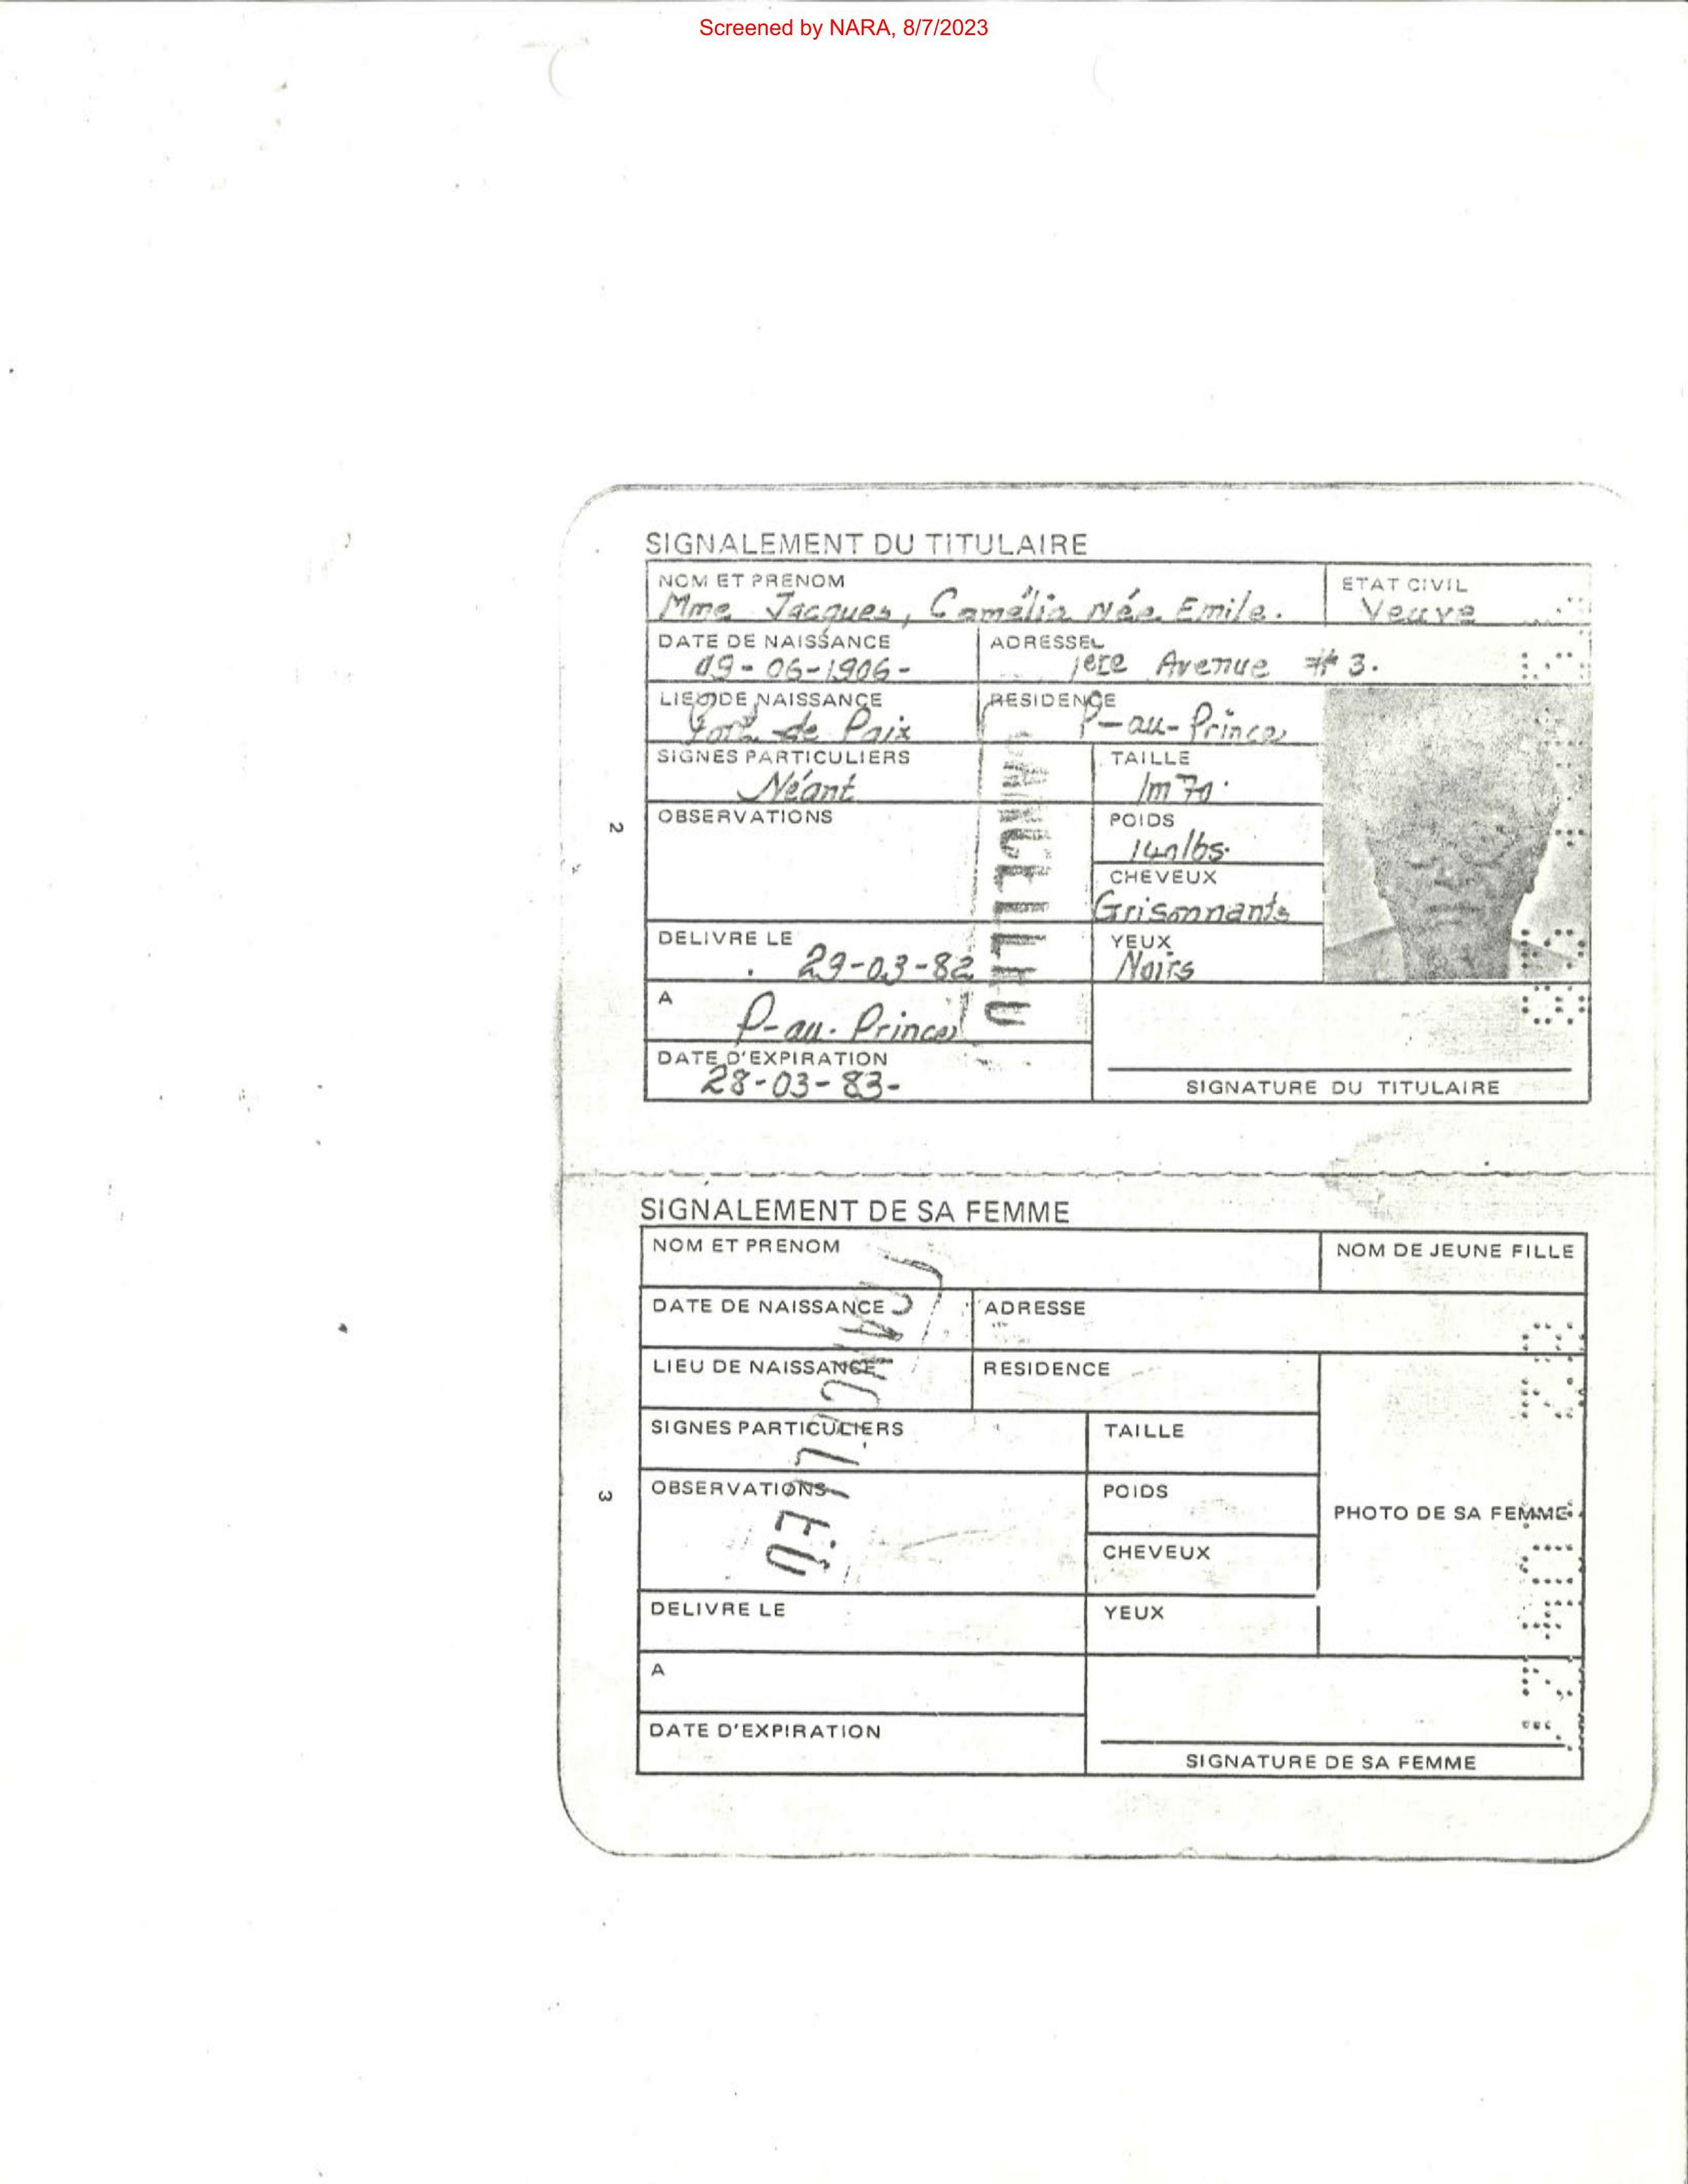 Screened by NARA, 8/7/2023
SIGNALEMENT DU TITULAIRE
NOM ET PRENOM
ETAT CIVIL
Mme Jacques, Camélia Née Emile.
Veuve
DATE DE NAISSANCE
ADRESSE
09-06-1906-
1ere Avenue # 3.
LIEU DE NAISSANCE
RESIDENCE
Port de Paix
P-au-Prince
SIGNES PARTICULIERS
TAILLE
Néant
1m70.
OBSERVATIONS
POIDS
140lbs.
CHEVEUX
Grisonnants
DELIVRE LE
YEUX
29-03-82
Noirs
A
P-au-Prince
DATE D'EXPIRATION
28-03-83-
SIGNATURE DU TITULAIRE
CANCELLED
2
SIGNALEMENT DE SA FEMME
NOM ET PRENOM
NOM DE JEUNE FILLE
DATE DE NAISSANCE
ADRESSE
LIEU DE NAISSANCE
RESIDENCE
SIGNES PARTICULIERS
TAILLE
OBSERVATIONS
POIDS
PHOTO DE SA FEMME
CHEVEUX
DELIVRE LE
YEUX
A
DATE D'EXPIRATION
SIGNATURE DE SA FEMME
CANCELLED
3